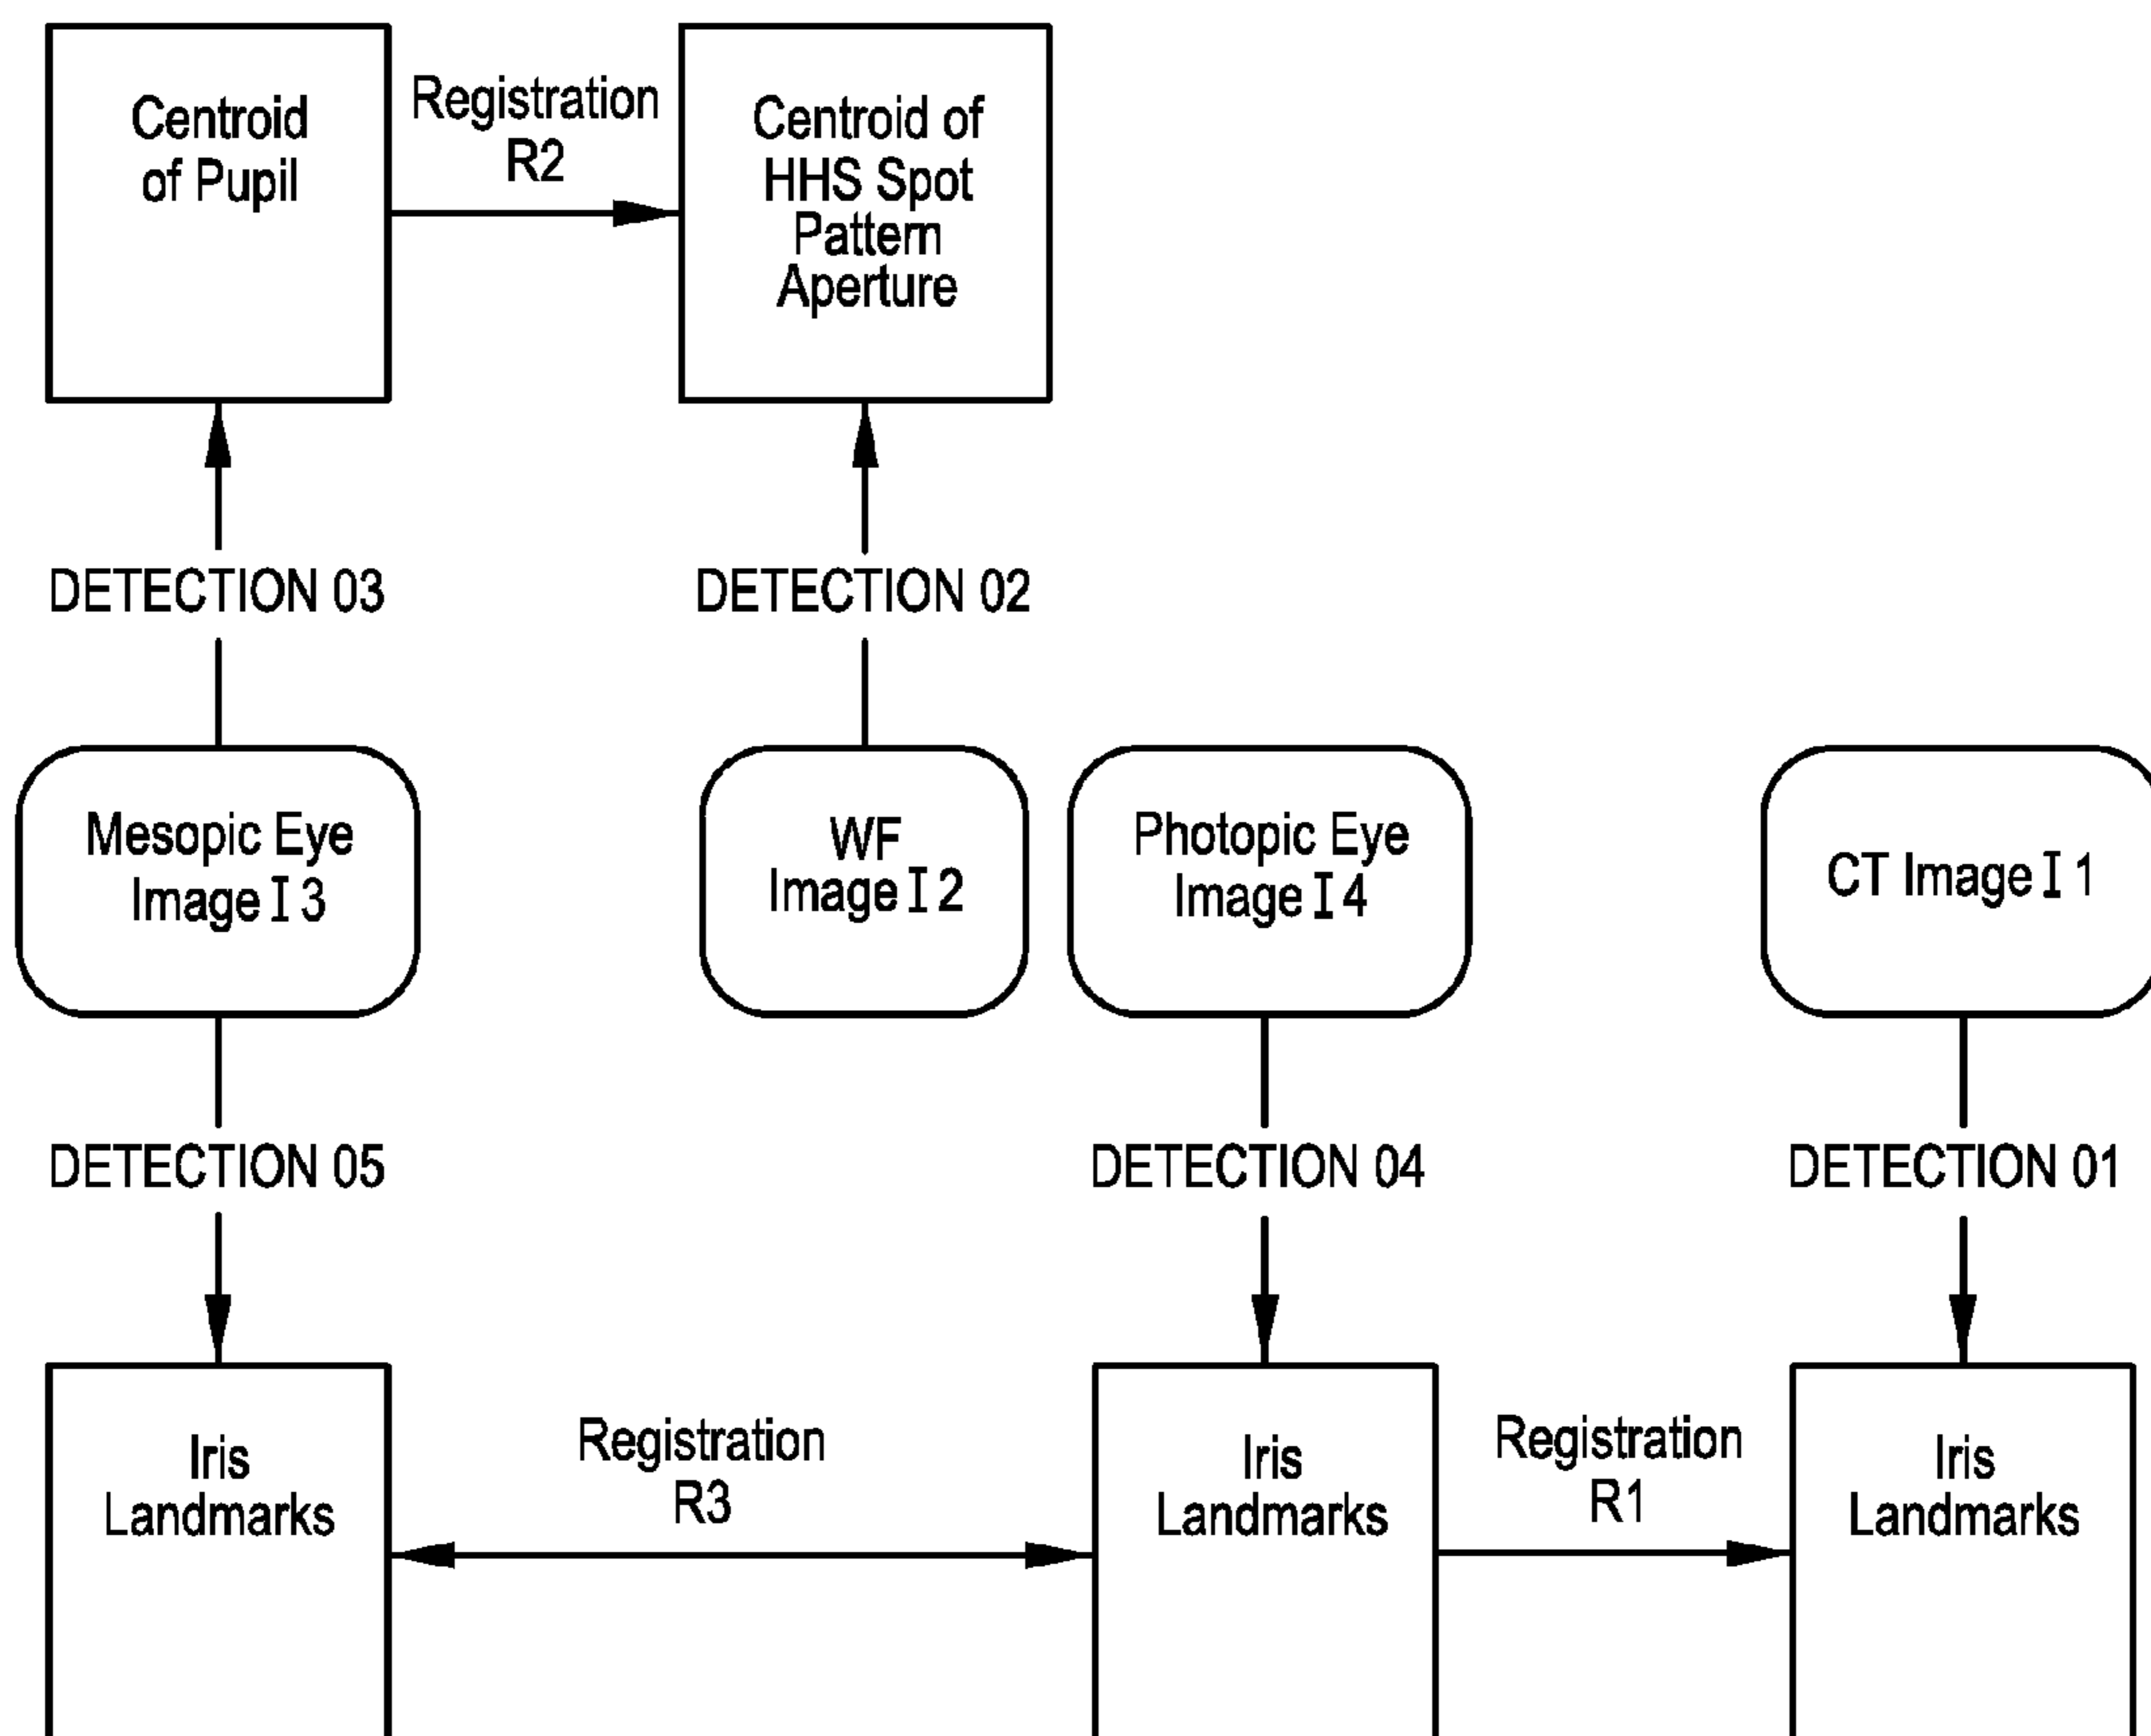 Centroid
of Pupil
Registration
R2
Centroid of
HHS Spot
Pattern
Aperture
DETECTION 03
DETECTION 02
Mesopic Eye
Image I 3
WF
Image I 2
Photopic Eye
Image I 4
CT Image I 1
DETECTION 05
DETECTION 04
DETECTION 01
Iris
Landmarks
Registration
R3
Iris
Landmarks
Registration
R1
Iris
Landmarks